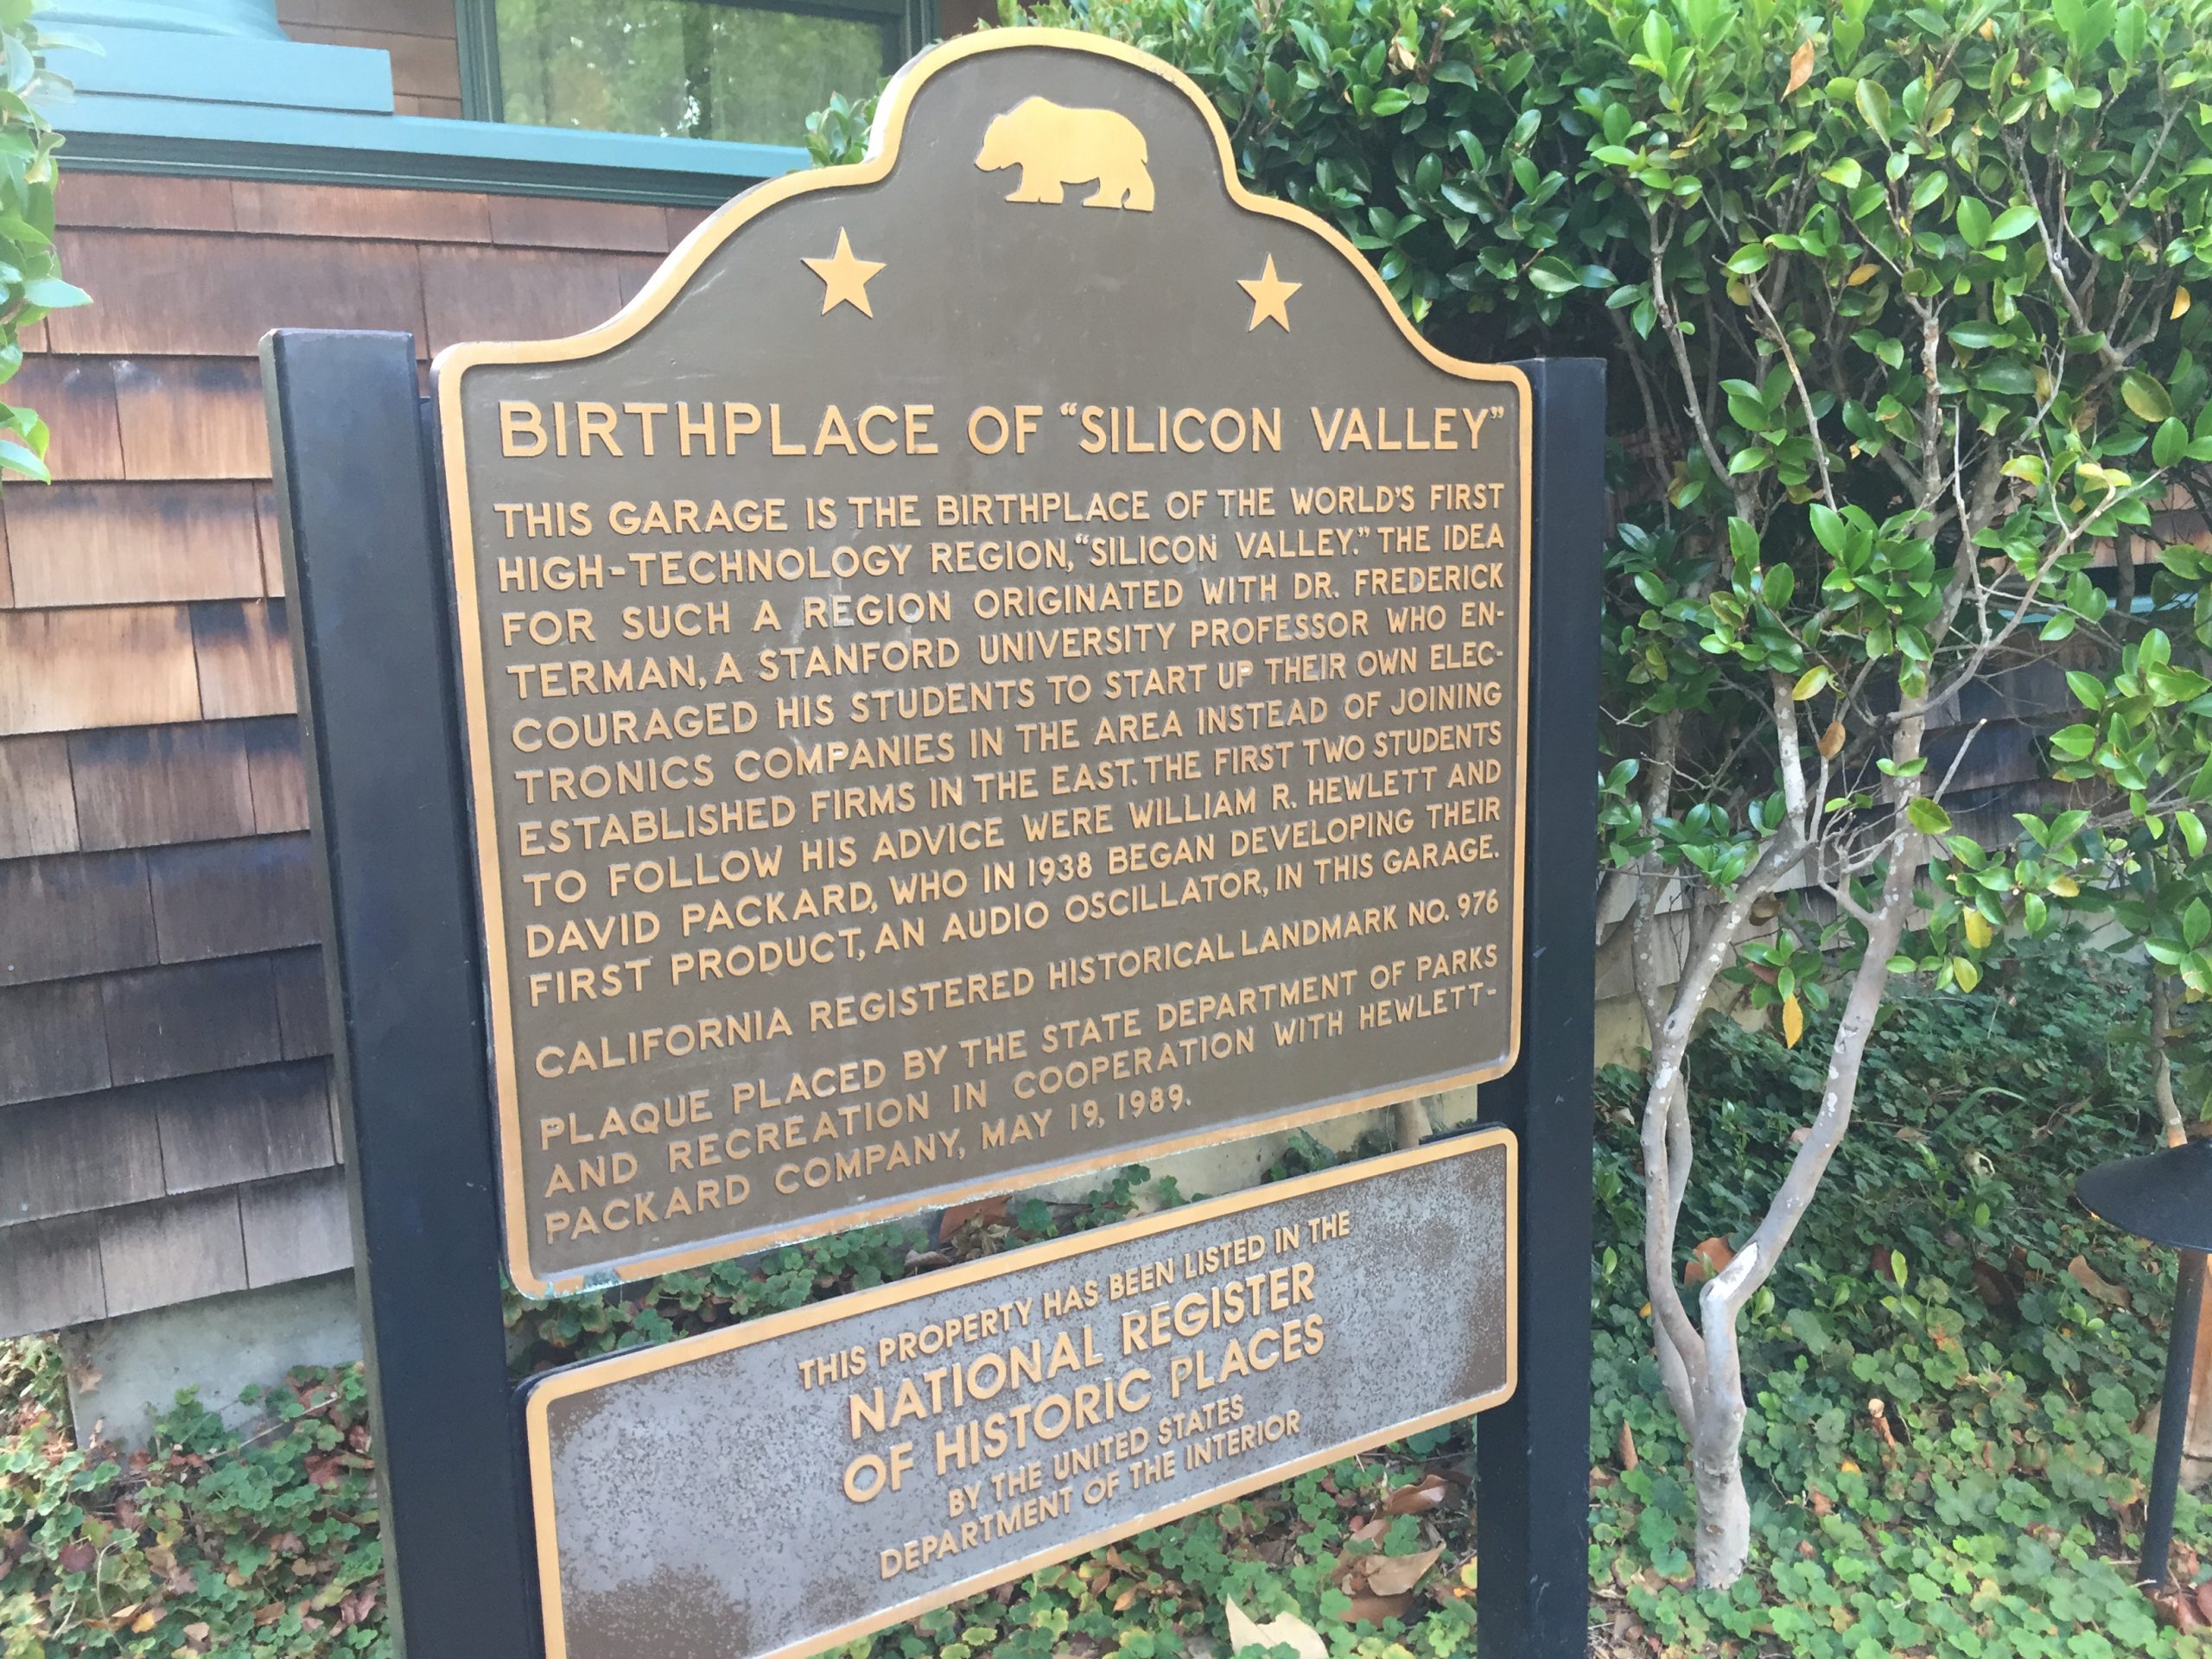 BIRTHPLACE OF “SILICON VALLEY”
THIS GARAGE IS THE BIRTHPLACE OF THE WORLD’S FIRST
HIGH-TECHNOLOGY REGION, “SILICON VALLEY.” THE IDEA
FOR SUCH A REGION ORIGINATED WITH DR. FREDERICK
TERMAN, A STANFORD UNIVERSITY PROFESSOR WHO EN-
COURAGED HIS STUDENTS TO START UP THEIR OWN ELEC-
TRONICS COMPANIES IN THE AREA INSTEAD OF JOINING
ESTABLISHED FIRMS IN THE EAST. THE FIRST TWO STUDENTS
TO FOLLOW HIS ADVICE WERE WILLIAM R. HEWLETT AND
DAVID PACKARD, WHO IN 1938 BEGAN DEVELOPING THEIR
FIRST PRODUCT, AN AUDIO OSCILLATOR, IN THIS GARAGE.
CALIFORNIA REGISTERED HISTORICAL LANDMARK NO. 976
PLAQUE PLACED BY THE STATE DEPARTMENT OF PARKS
AND RECREATION IN COOPERATION WITH HEWLETT-
PACKARD COMPANY, MAY 19, 1989.
THIS PROPERTY HAS BEEN LISTED IN THE
NATIONAL REGISTER
OF HISTORIC PLACES
BY THE UNITED STATES
DEPARTMENT OF THE INTERIOR